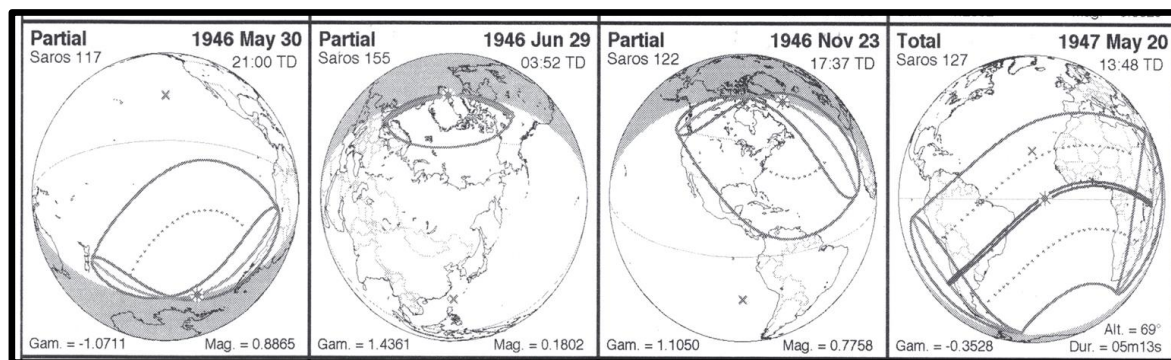 Partial 1946 May 30
Saros 117 21:00 TD
Gam. = -1.0711 Mag. = 0.8865
Partial 1946 Jun 29
Saros 155 03:52 TD
Gam. = 1.4361 Mag. = 0.1802
Partial 1946 Nov 23
Saros 122 17:37 TD
Gam. = 1.1050 Mag. = 0.7758
Total 1947 May 20
Saros 127 13:48 TD
Alt. = 69°
Gam. = -0.3528 Dur. = 05m13s